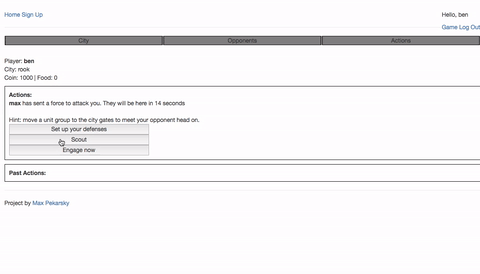 Home Sign Up
Hello, ben
Game Log Out
City
Opponents
Actions
Player: ben
City: rook
Coin: 1000 | Food: 0
Actions:
max has sent a force to attack you. They will be here in 14 seconds
Hint: move a unit group to the city gates to meet your opponent head on.
Set up your defenses
Scout
Engage now
Past Actions:
Project by Max Pekarsky